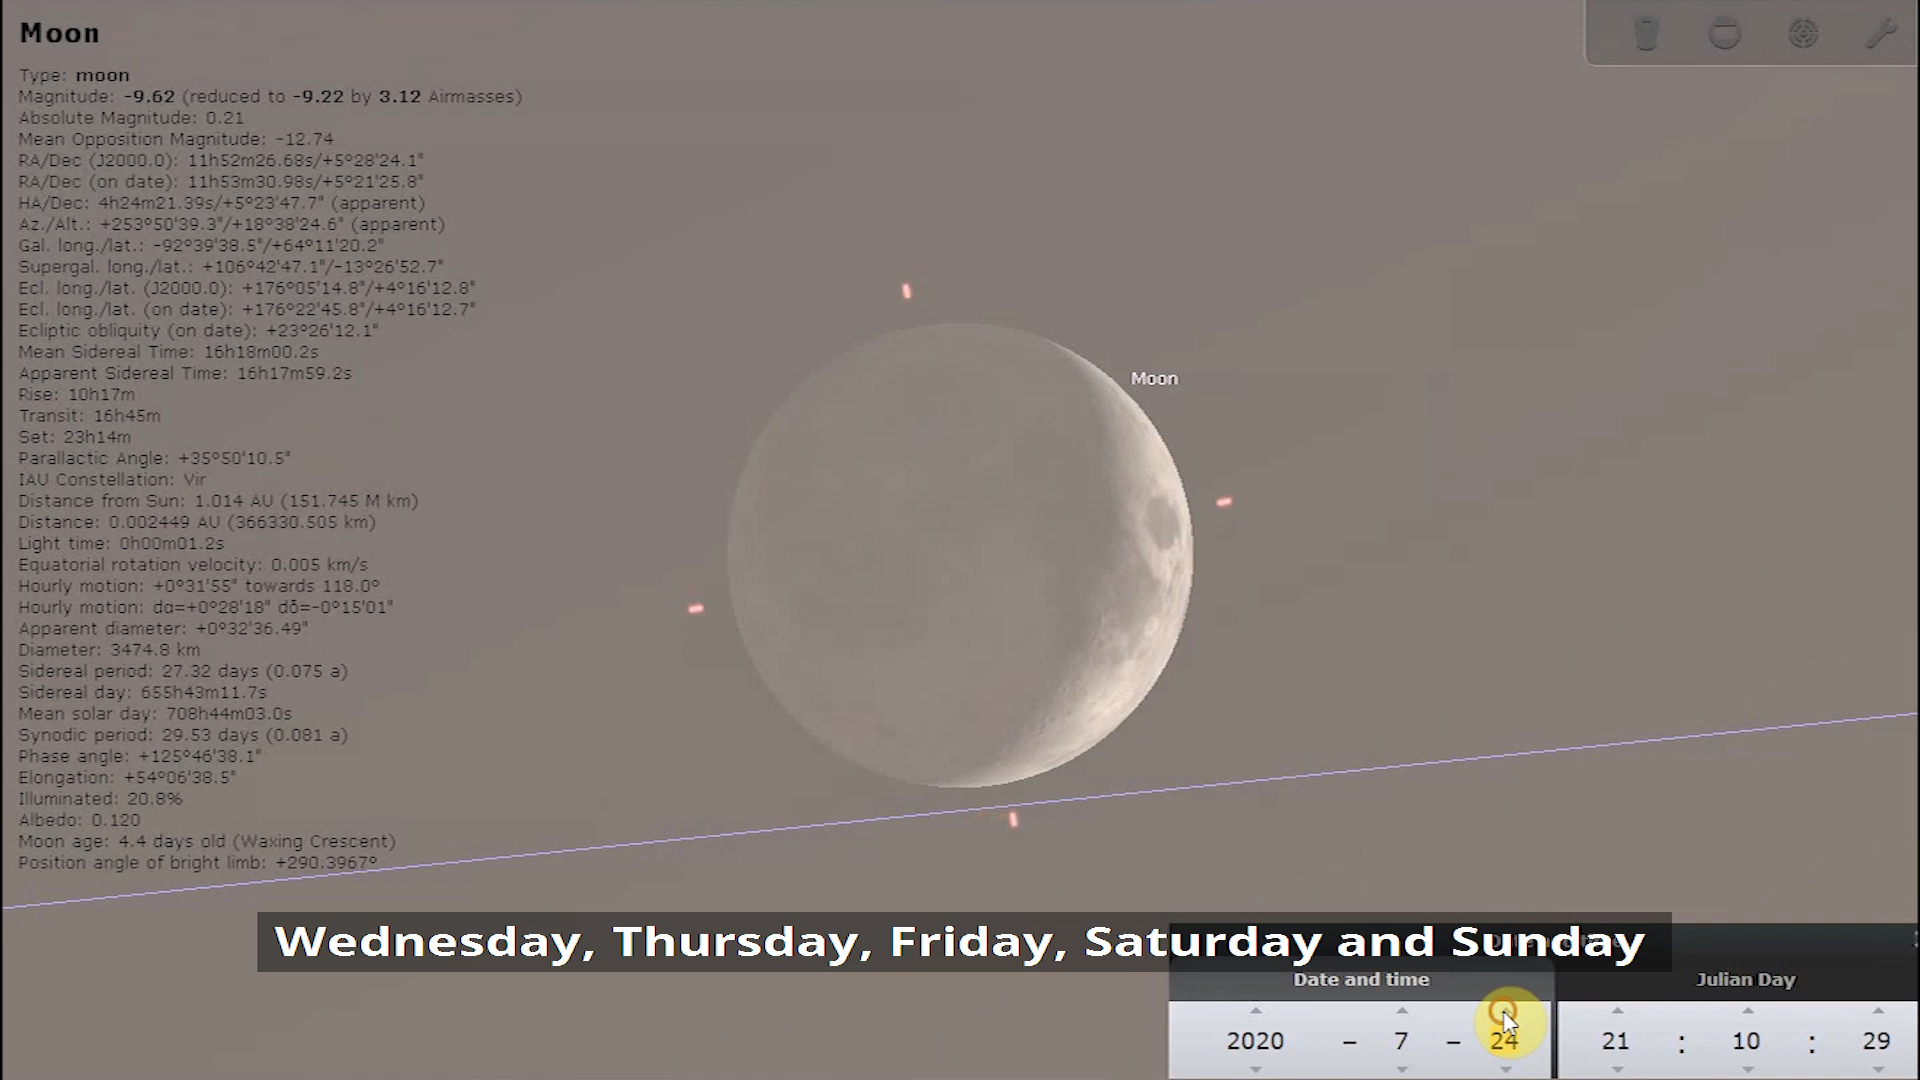 Moon
Type: moon
Magnitude: -9.62 (reduced to -9.22 by 3.12 Airmasses)
Absolute Magnitude: 0.21
Mean Opposition Magnitude: -12.74
RA/Dec (J2000.0): 11h52m26.68s/+5°28'24.1"
RA/Dec (on date): 11h53m30.98s/+5°21'25.8"
HA/Dec: 4h24m21.39s/+5°23'47.7" (apparent)
Az./Alt.: +253°50'39.3"/+18°38'24.6" (apparent)
Gal. long./lat.: -92°39'38.5"/+64°11'20.2"
Supergal. long./lat.: +106°42'47.1"/-13°26'52.7"
Ecl. long./lat. (J2000.0): +176°05'14.8"/+4°16'12.8"
Ecl. long./lat. (on date): +176°22'45.8"/+4°16'12.7"
Ecliptic obliquity (on date): +23°26'12.1"
Mean Sidereal Time: 16h18m00.2s
Apparent Sidereal Time: 16h17m59.2s
Rise: 10h17m
Transit: 16h45m
Set: 23h14m
Parallactic Angle: +35°50'10.5"
IAU Constellation: Vir
Distance from Sun: 1.014 AU (151.745 M km)
Distance: 0.002449 AU (366330.505 km)
Light time: 0h00m01.2s
Equatorial rotation velocity: 0.005 km/s
Hourly motion: +0°31'55" towards 118.0°
Hourly motion: dα=+0°28'18" dδ=-0°15'01"
Apparent diameter: +0°32'36.49"
Diameter: 3474.8 km
Sidereal period: 27.32 days (0.075 a)
Sidereal day: 655h43m11.7s
Mean solar day: 708h44m03.0s
Synodic period: 29.53 days (0.081 a)
Phase angle: +125°46'38.1"
Elongation: +54°06'38.5"
Illuminated: 20.8%
Albedo: 0.120
Moon age: 4.4 days old (Waxing Crescent)
Position angle of bright limb: +290.3967°
Moon
Wednesday, Thursday, Friday, Saturday and Sunday
Date and time Julian Day
2020 - 7 - 24 21 : 10 : 29